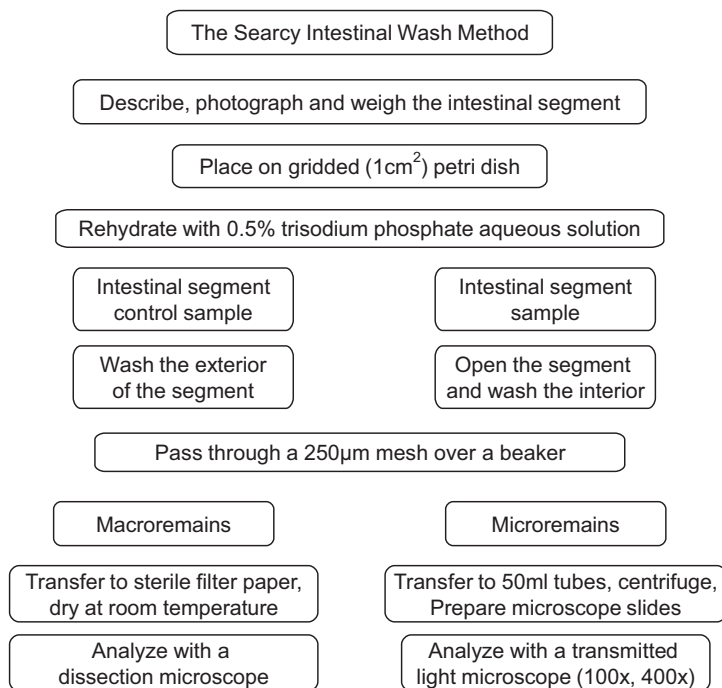 The Searcy Intestinal Wash Method
Describe, photograph and weigh the intestinal segment
Place on gridded (1cm²) petri dish
Rehydrate with 0.5% trisodium phosphate aqueous solution
Intestinal segment
control sample
Intestinal segment
sample
Wash the exterior
of the segment
Open the segment
and wash the interior
Pass through a 250µm mesh over a beaker
Macroremains
Microremains
Transfer to sterile filter paper,
dry at room temperature
Transfer to 50ml tubes, centrifuge,
Prepare microscope slides
Analyze with a
dissection microscope
Analyze with a transmitted
light microscope (100x, 400x)